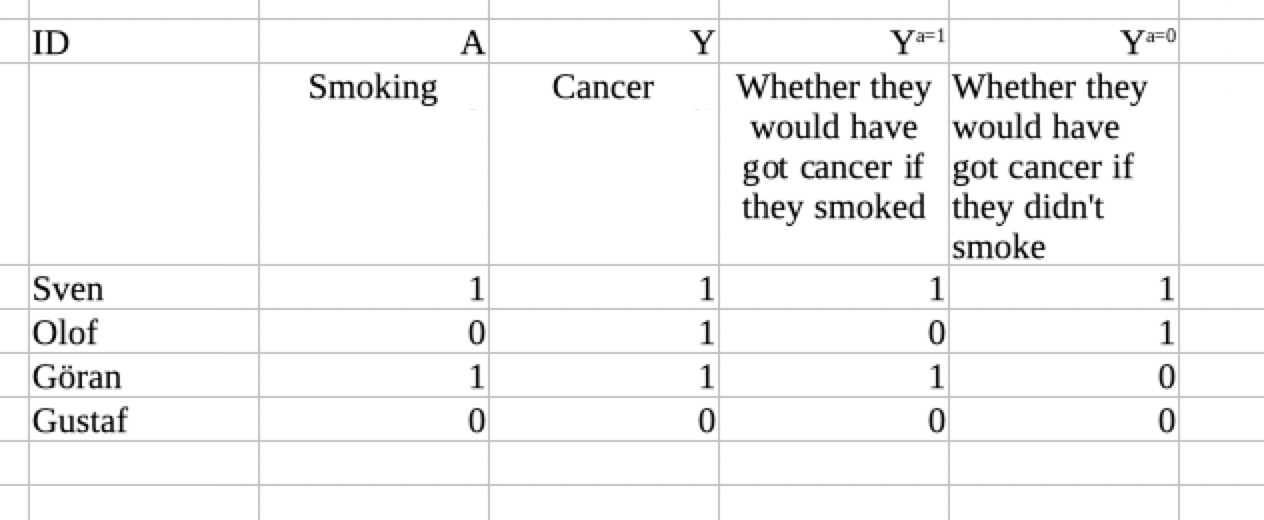 ID A Y Yᵃ⁼¹ Yᵃ⁼⁰
Smoking Cancer Whether they Whether they
would have would have
got cancer if got cancer if
they smoked they didn't
smoke
Sven 1 1 1 1
Olof 0 1 0 1
Göran 1 1 1 0
Gustaf 0 0 0 0